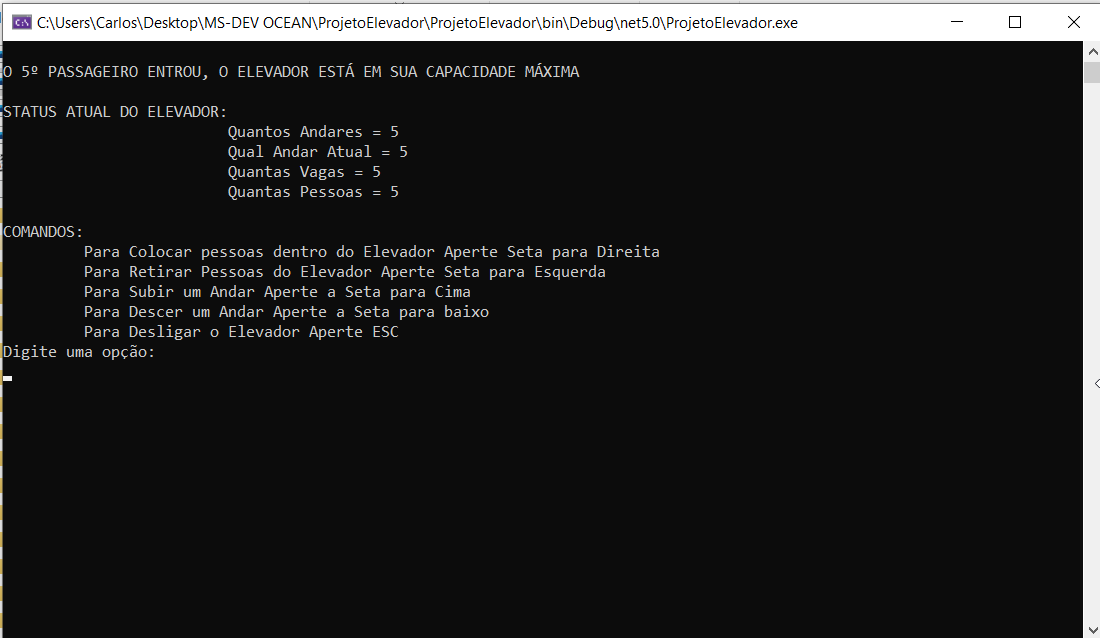 C:\Users\Carlos\Desktop\MS-DEV OCEAN\ProjetoElevador\ProjetoElevador\bin\Debug\net5.0\ProjetoElevador.exe
O 5º PASSAGEIRO ENTROU, O ELEVADOR ESTÁ EM SUA CAPACIDADE MÁXIMA
STATUS ATUAL DO ELEVADOR:
Quantos Andares = 5
Qual Andar Atual = 5
Quantas Vagas = 5
Quantas Pessoas = 5
COMANDOS:
Para Colocar pessoas dentro do Elevador Aperte Seta para Direita
Para Retirar Pessoas do Elevador Aperte Seta para Esquerda
Para Subir um Andar Aperte a Seta para Cima
Para Descer um Andar Aperte a Seta para baixo
Para Desligar o Elevador Aperte ESC
Digite uma opção: